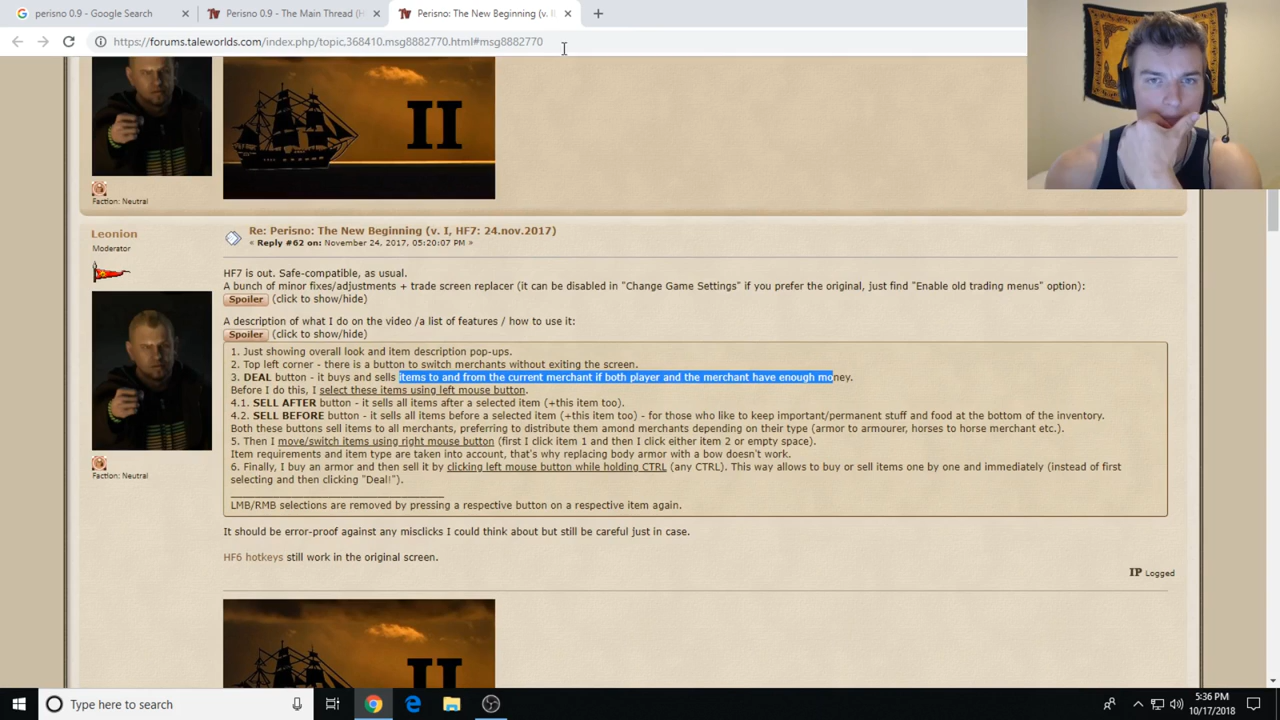 perisno 0.9 - Google Search
Perisno 0.9 - The Main Thread (H
Perisno: The New Beginning (v. I
https://forums.taleworlds.com/index.php/topic,368410.msg8882770.html#msg8882770
II
Faction: Neutral
Leonion
Moderator
Re: Perisno: The New Beginning (v. I, HF7: 24.nov.2017)
« Reply #62 on: November 24, 2017, 05:20:07 PM »
HF7 is out. Safe-compatible, as usual.
A bunch of minor fixes/adjustments + trade screen replacer (it can be disabled in "Change Game Settings" if you prefer the original, just find "Enable old trading menus" option):
Spoiler (click to show/hide)
A description of what I do on the video /a list of features / how to use it:
Spoiler (click to show/hide)
1. Just showing overall look and item description pop-ups.
2. Top left corner - there is a button to switch merchants without exiting the screen.
3. DEAL button - it buys and sells items to and from the current merchant if both player and the merchant have enough money.
Before I do this, I select these items using left mouse button.
4.1. SELL AFTER button - it sells all items after a selected item (+this item too).
4.2. SELL BEFORE button - it sells all items before a selected item (+this item too) - for those who like to keep important/permanent stuff and food at the bottom of the inventory.
Both these buttons sell items to all merchants, preferring to distribute them among merchants depending on their type (armor to armourer, horses to horse merchant etc.).
5. Then I move/switch items using right mouse button (first I click item 1 and then I click either item 2 or empty space).
Item requirements and item type are taken into account, that's why replacing body armor with a bow doesn't work.
6. Finally, I buy an armor and then sell it by clicking left mouse button while holding CTRL (any CTRL). This way allows to buy or sell items one by one and immediately (instead of first
selecting and then clicking "Deal!").
LMB/RMB selections are removed by pressing a respective button on a respective item again.
Faction: Neutral
It should be error-proof against any misclicks I could think about but still be careful just in case.
HF6 hotkeys still work in the original screen.
IP Logged
II
Type here to search
5:36 PM
10/17/2018